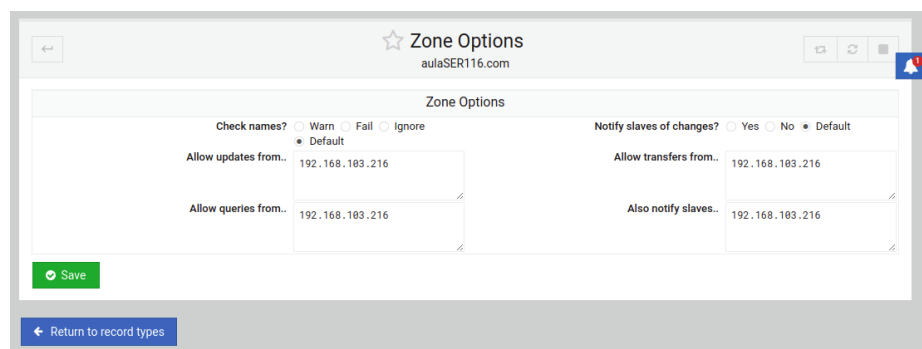 Zone Options
aulaSER116.com
1
Zone Options
Check names? Warn Fail Ignore
Default
Notify slaves of changes? Yes No Default
Allow updates from.. 192.168.103.216
Allow transfers from.. 192.168.103.216
Allow queries from.. 192.168.103.216
Also notify slaves.. 192.168.103.216
Save
Return to record types